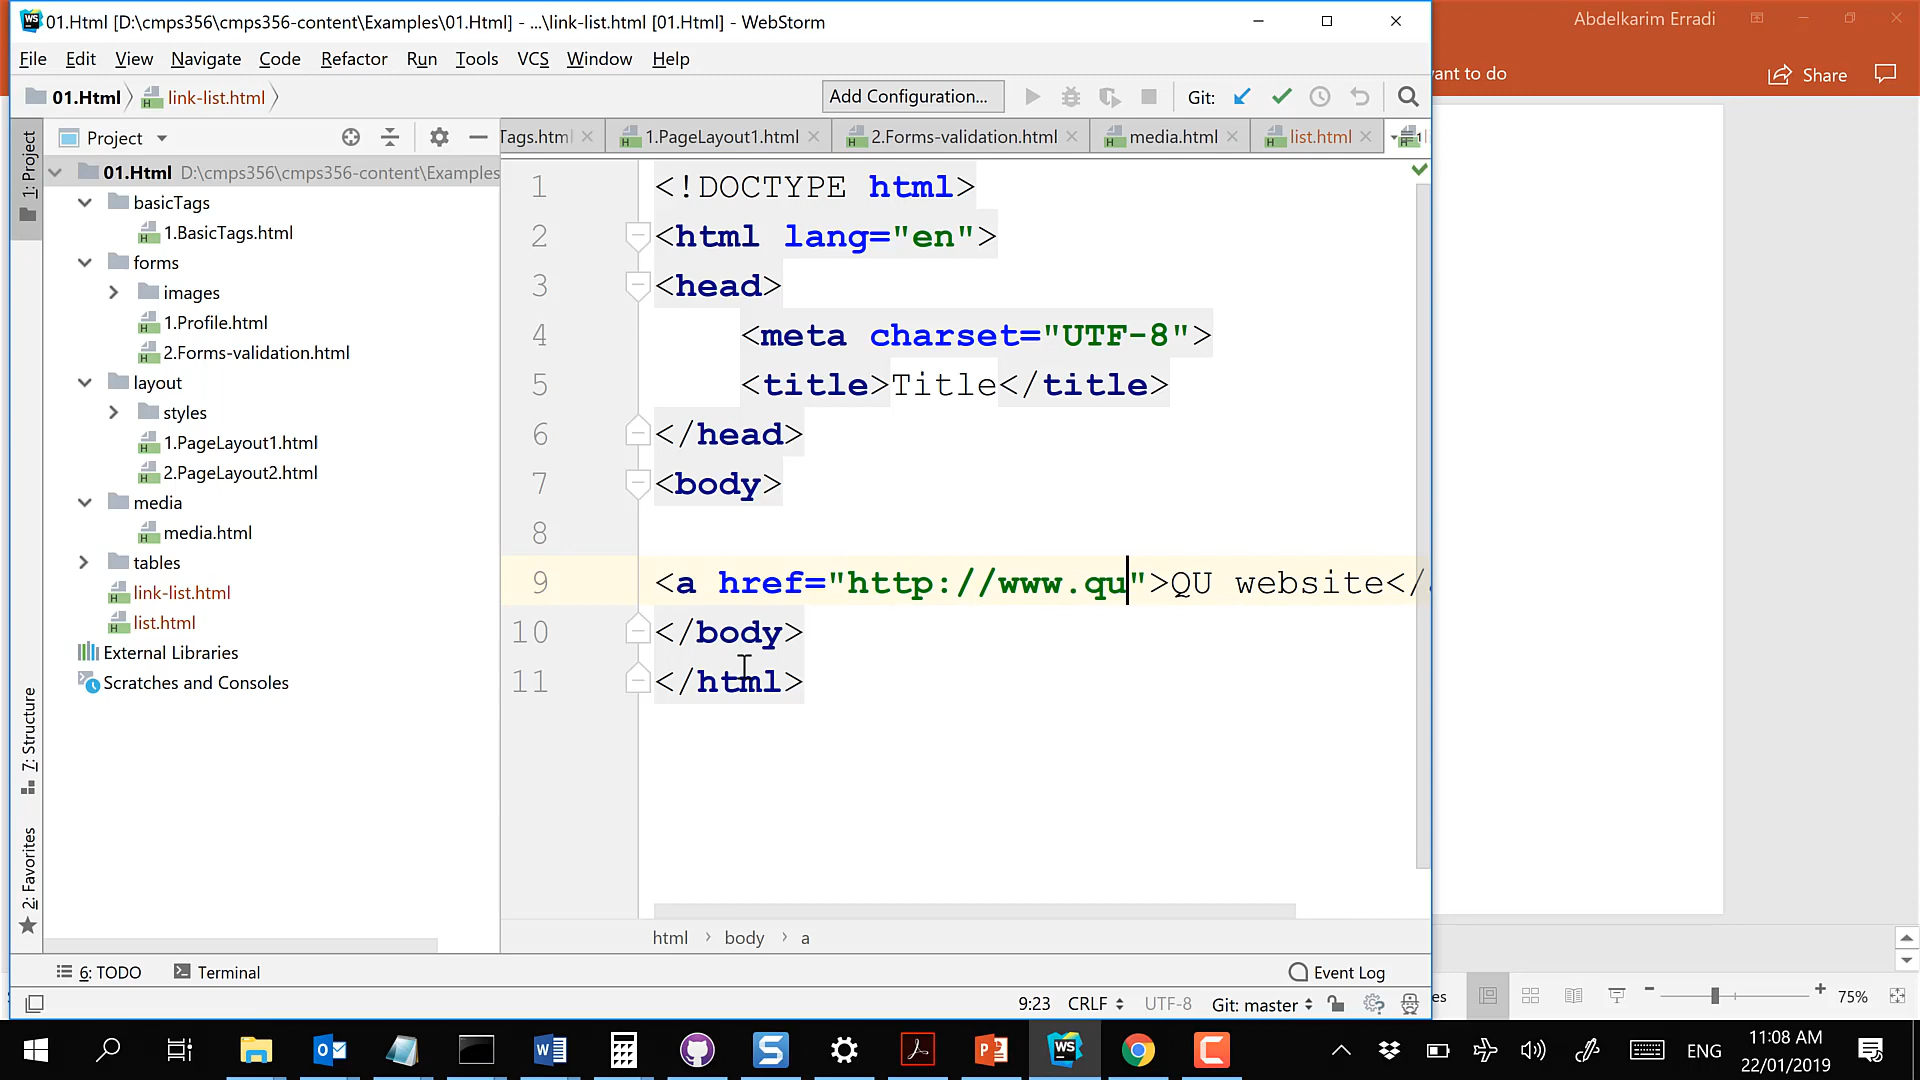 01.Html [D:\cmps356\cmps356-content\Examples\01.Html] - ...\link-list.html [01.Html] - WebStorm
Abdelkarim Erradi
File Edit View Navigate Code Refactor Run Tools VCS Window Help
want to do
Share
01.Html
link-list.html
Add Configuration...
Git:
Project
Tags.html
1.PageLayout1.html
2.Forms-validation.html
media.html
list.html
1: Project
01.Html D:\cmps356\cmps356-content\Examples
basicTags
1.BasicTags.html
forms
images
1.Profile.html
2.Forms-validation.html
layout
styles
1.PageLayout1.html
2.PageLayout2.html
media
media.html
tables
link-list.html
list.html
External Libraries
Scratches and Consoles
7: Structure
2: Favorites
1 <!DOCTYPE html>
2 <html lang="en">
3 <head>
4 <meta charset="UTF-8">
5 <title>Title</title>
6 </head>
7 <body>
8
9 <a href="http://www.qu">QU website</
10 </body>
11 </html>
html body a
6: TODO
Terminal
Event Log
9:23 CRLF UTF-8 Git: master
es
75%
ENG
11:08 AM
22/01/2019